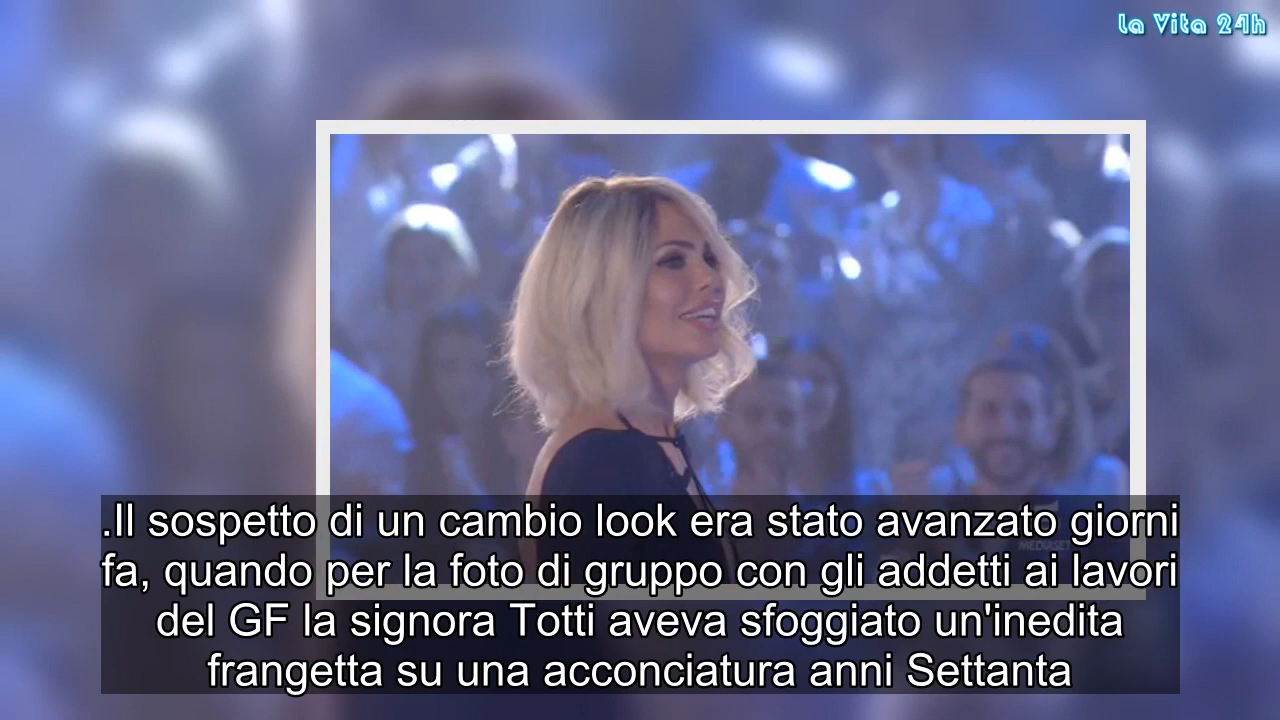 La Vita 24h
MEDIASET
.Il sospetto di un cambio look era stato avanzato giorni
fa, quando per la foto di gruppo con gli addetti ai lavori
del GF la signora Totti aveva sfoggiato un'inedita
frangetta su una acconciatura anni Settanta